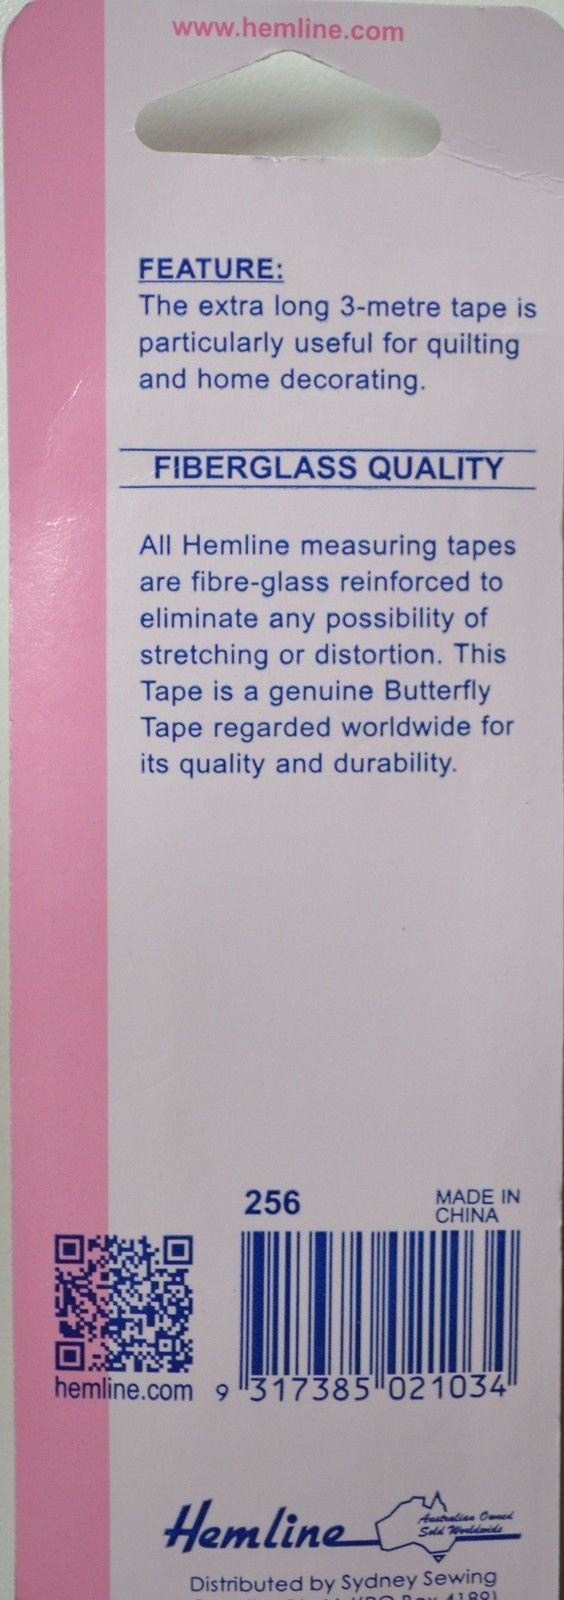 www.hemline.com
FEATURE:
The extra long 3-metre tape is
particularly useful for quilting
and home decorating.
FIBERGLASS QUALITY
All Hemline measuring tapes
are fibre-glass reinforced to
eliminate any possibility of
stretching or distortion. This
Tape is a genuine Butterfly
Tape regarded worldwide for
its quality and durability.
256
MADE IN
CHINA
hemline.com
9 317385 021034
Hemline
Australian Owned
Sold Worldwide
Distributed by Sydney Sewing
Box 4189)